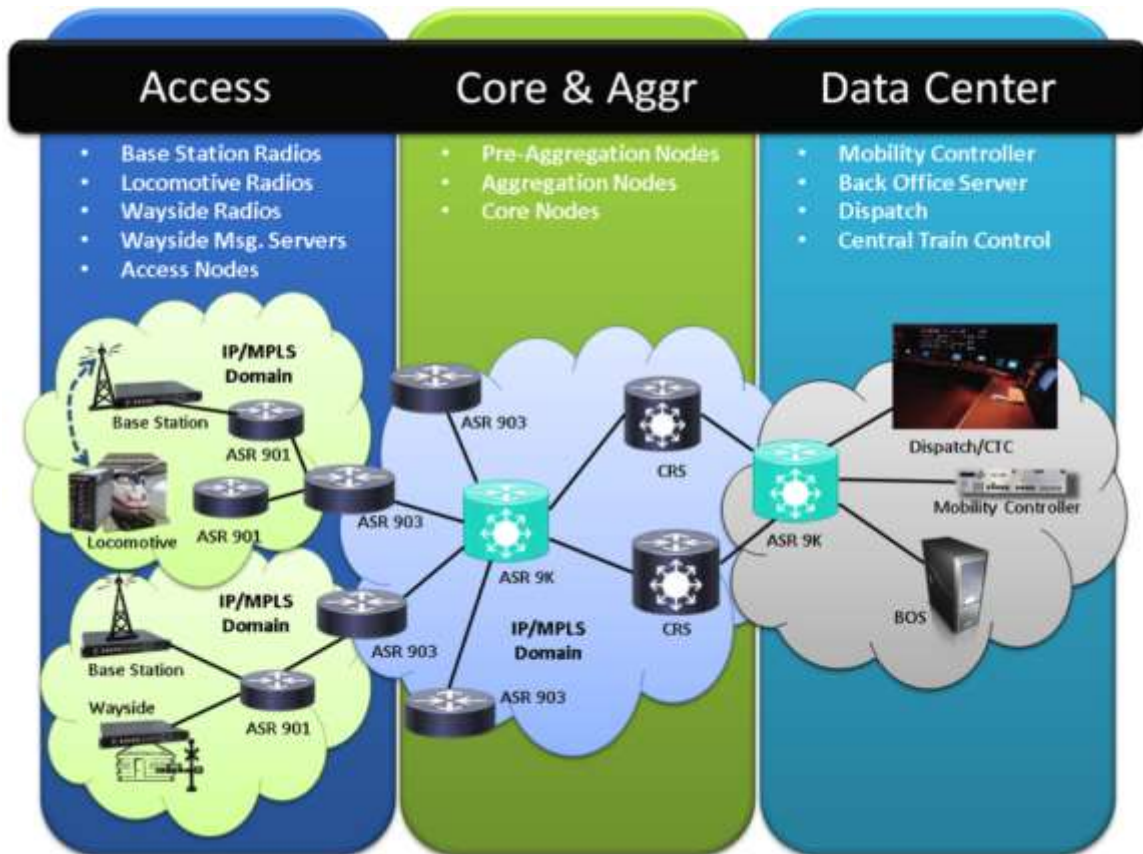 Access
Core & Aggr
Data Center
• Base Station Radios
• Locomotive Radios
• Wayside Radios
• Wayside Msg. Servers
• Access Nodes
• Pre-Aggregation Nodes
• Aggregation Nodes
• Core Nodes
• Mobility Controller
• Back Office Server
• Dispatch
• Central Train Control
IP/MPLS
Domain
Base Station
ASR 901
Locomotive
ASR 901
ASR 903
IP/MPLS
Domain
Base Station
Wayside
ASR 901
ASR 903
ASR 903
ASR 9K
ASR 903
IP/MPLS
Domain
CRS
CRS
ASR 9K
Dispatch/CTC
Mobility Controller
BOS